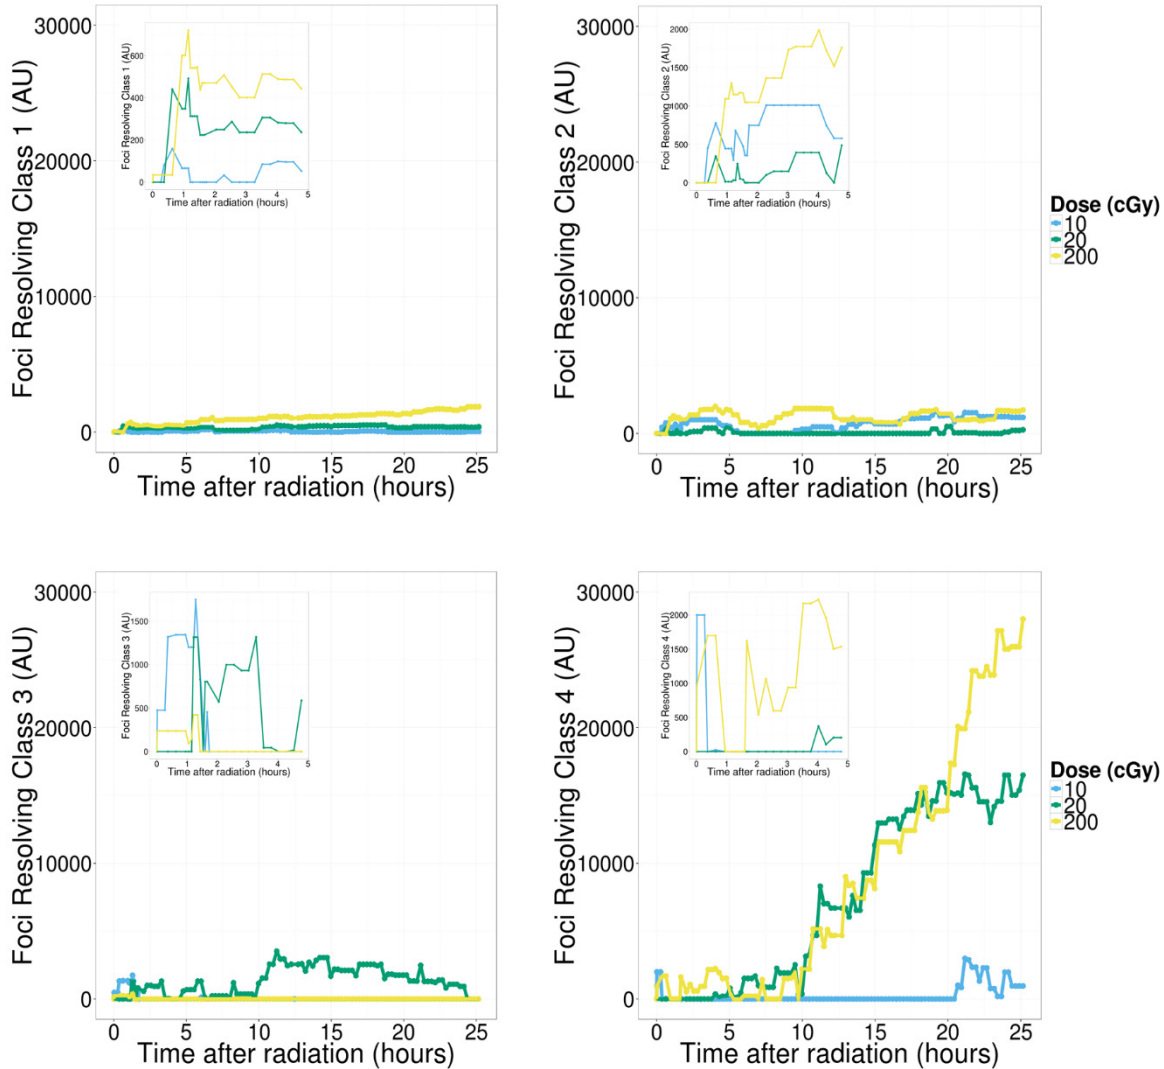 Foci Resolving Class 1 (AU)
30000
20000
10000
0
0 5 10 15 20 25
Time after radiation (hours)
Foci Resolving Class 1 (AU)
600
400
200
0
0 1 2 3 4 5
Time after radiation (hours)
Foci Resolving Class 2 (AU)
30000
20000
10000
0
0 5 10 15 20 25
Time after radiation (hours)
Foci Resolving Class 2 (AU)
2000
1500
1000
500
0
0 1 2 3 4 5
Time after radiation (hours)
Dose (cGy)
10
20
200
Foci Resolving Class 3 (AU)
30000
20000
10000
0
0 5 10 15 20 25
Time after radiation (hours)
Foci Resolving Class 3 (AU)
1500
1000
500
0
0 1 2 3 4 5
Time after radiation (hours)
Foci Resolving Class 4 (AU)
30000
20000
10000
0
0 5 10 15 20 25
Time after radiation (hours)
Foci Resolving Class 4 (AU)
2000
1500
1000
500
0
0 1 2 3 4 5
Time after radiation (hours)
Dose (cGy)
10
20
200